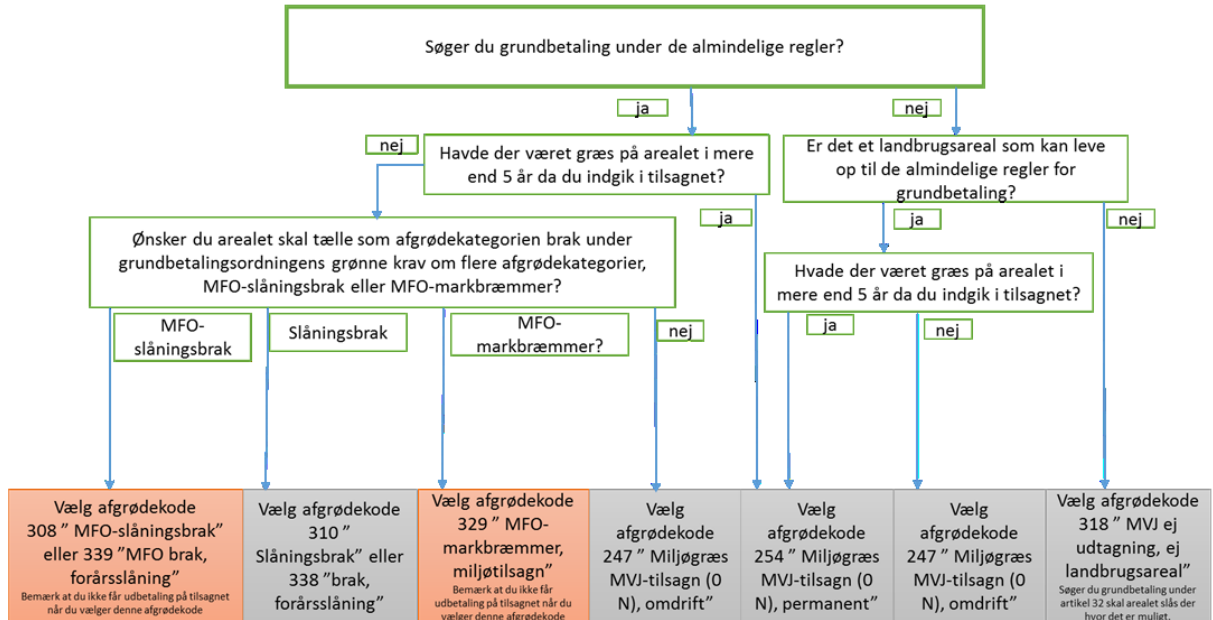 Søger du grundbetaling under de almindelige regler?
ja
nej
nej
Havde der været græs på arealet i mere
end 5 år da du indgik i tilsagnet?
Er det et landbrugsareal som kan leve
op til de almindelige regler for
grundbetaling?
ja
ja
nej
Ønsker du arealet skal tælle som afgrødekategorien brak under
grundbetalingsordningens grønne krav om flere afgrødekategorier,
MFO-slåningsbrak eller MFO-markbræmmer?
Hvade der været græs på arealet i
mere end 5 år da du indgik i tilsagnet?
MFO-
slåningsbrak
Slåningsbrak
MFO-
markbræmmer?
nej
ja
nej
Vælg afgrødekode
308 ” MFO-slåningsbrak”
eller 339 ”MFO brak,
forårsslåning”
Bemærk at du ikke får udbetaling på tilsagnet
når du vælger denne afgrødekode
Vælg afgrødekode
310 ”
Slåningsbrak” eller
338 ”brak,
forårsslåning”
Vælg afgrødekode
329 ” MFO-
markbræmmer,
miljøtilsagn”
Bemærk at du ikke får
udbetaling på tilsagnet når du
vælger denne afgrødekode
Vælg
afgrødekode
247 ” Miljøgræs
MVJ-tilsagn (0
N), omdrift”
Vælg
afgrødekode
254 ” Miljøgræs
MVJ-tilsagn (0
N), permanent”
Vælg
afgrødekode
247 ” Miljøgræs
MVJ-tilsagn (0
N), omdrift”
Vælg afgrødekode
318 ” MVJ ej
udtagning, ej
landbrugsareal”
Søger du grundbetaling under
artikel 32 skal arealet slås der
hvor det er muligt.